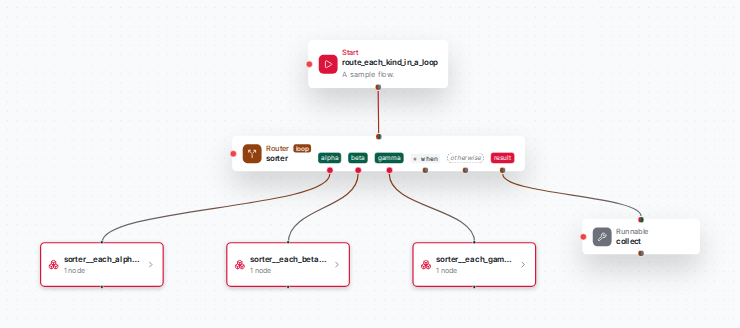 Start
route_each_kind_in_a_loop
A sample flow.
Router loop
sorter
alpha beta gamma + when otherwise result
Runnable
collect
sorter__each_alph...
1 node
sorter__each_beta...
1 node
sorter__each_gam...
1 node